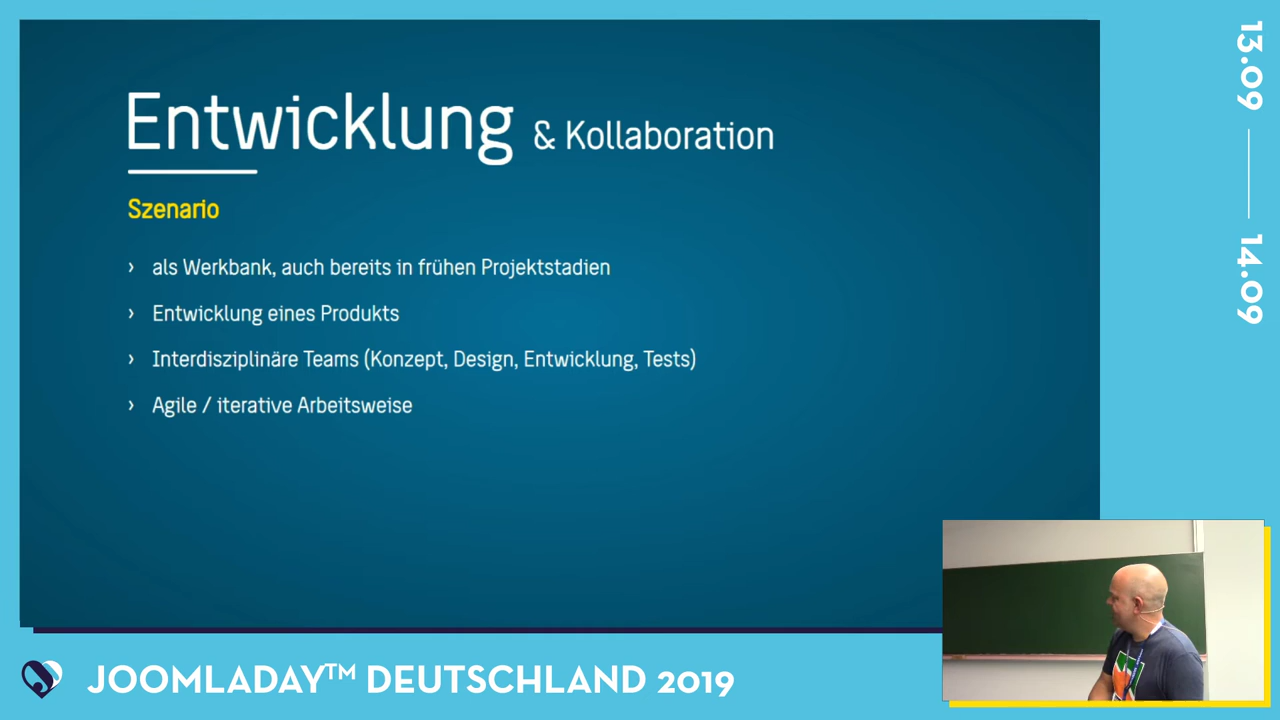 Entwicklung & Kollaboration
Szenario
› als Werkbank, auch bereits in frühen Projektstadien
› Entwicklung eines Produkts
› Interdisziplinäre Teams (Konzept, Design, Entwicklung, Tests)
› Agile / iterative Arbeitsweise
13.09
14.09
JOOMLADAY™ DEUTSCHLAND 2019